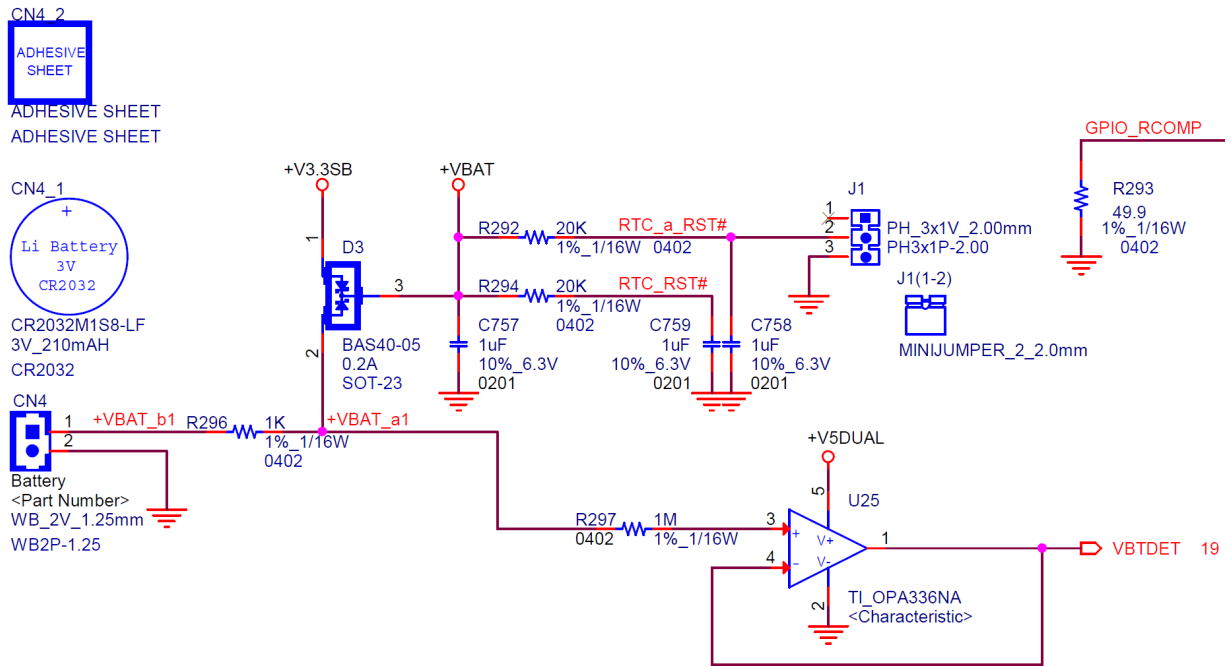 CN4_2
ADHESIVE
SHEET
ADHESIVE SHEET
ADHESIVE SHEET
GPIO_RCOMP
R293
49.9
1%_1/16W
0402
CN4_1
+
Li Battery
3V
CR2032
CR2032M1S8-LF
3V_210mAH
CR2032
+V3.3SB
+VBAT
1
D3
3
2
BAS40-05
0.2A
SOT-23
R292
20K
RTC_a_RST#
1%_1/16W
0402
R294
20K
RTC_RST#
1%_1/16W
0402
C757
1uF
10%_6.3V
0201
C759
1uF
10%_6.3V
0201
C758
1uF
10%_6.3V
0201
J1
1
2
3
PH_3x1V_2.00mm
PH3x1P-2.00
J1(1-2)
MINIJUMPER_2_2.0mm
CN4
1
2
+VBAT_b1
R296
1K
1%_1/16W
0402
+VBAT_a1
Battery
<Part Number>
WB_2V_1.25mm
WB2P-1.25
R297
0402
1M
1%_1/16W
+V5DUAL
5
U25
3
+
V+
4
-
V-
1
2
TI_OPA336NA
<Characteristic>
VBTDET 19